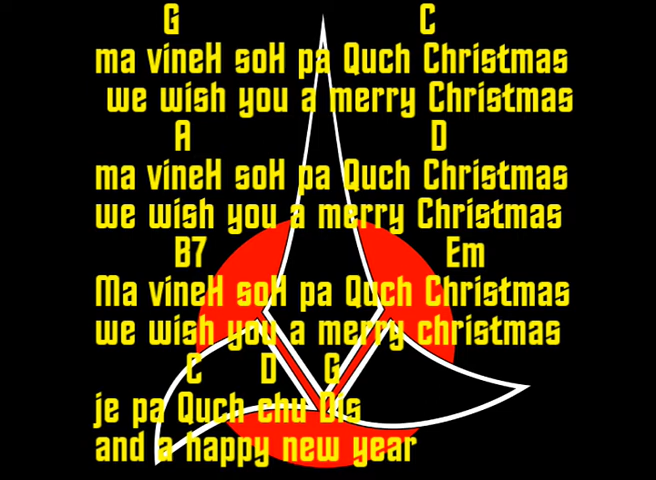 G C
ma vineH soH pa Quch Christmas
we wish you a merry Christmas
A D
ma vineH soH pa Quch Christmas
we wish you a merry Christmas
B7 Em
Ma vineH soH pa Quch Christmas
we wish you a merry christmas
C D G
je pa Quch chu Dis
and a happy new year